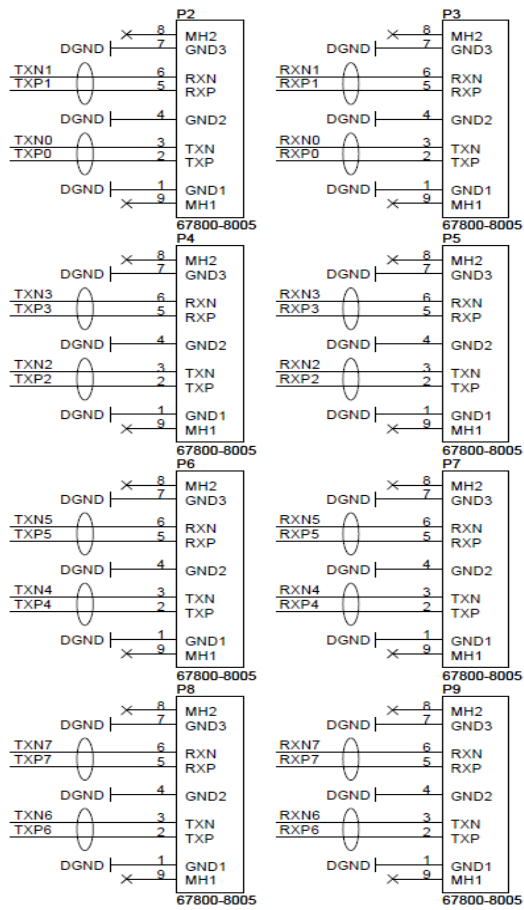 P2
8 MH2
DGND 7 GND3
TXN1 6 RXN
TXP1 5 RXP
DGND 4 GND2
TXN0 3 TXN
TXP0 2 TXP
DGND 1 GND1
9 MH1
67800-8005
P3
8 MH2
DGND 7 GND3
RXN1 6 RXN
RXP1 5 RXP
DGND 4 GND2
RXN0 3 TXN
RXP0 2 TXP
DGND 1 GND1
9 MH1
67800-8005
P4
8 MH2
DGND 7 GND3
TXN3 6 RXN
TXP3 5 RXP
DGND 4 GND2
TXN2 3 TXN
TXP2 2 TXP
DGND 1 GND1
9 MH1
67800-8005
P5
8 MH2
DGND 7 GND3
RXN3 6 RXN
RXP3 5 RXP
DGND 4 GND2
RXN2 3 TXN
RXP2 2 TXP
DGND 1 GND1
9 MH1
67800-8005
P6
8 MH2
DGND 7 GND3
TXN5 6 RXN
TXP5 5 RXP
DGND 4 GND2
TXN4 3 TXN
TXP4 2 TXP
DGND 1 GND1
9 MH1
67800-8005
P7
8 MH2
DGND 7 GND3
RXN5 6 RXN
RXP5 5 RXP
DGND 4 GND2
RXN4 3 TXN
RXP4 2 TXP
DGND 1 GND1
9 MH1
67800-8005
P8
8 MH2
DGND 7 GND3
TXN7 6 RXN
TXP7 5 RXP
DGND 4 GND2
TXN6 3 TXN
TXP6 2 TXP
DGND 1 GND1
9 MH1
67800-8005
P9
8 MH2
DGND 7 GND3
RXN7 6 RXN
RXP7 5 RXP
DGND 4 GND2
RXN6 3 TXN
RXP6 2 TXP
DGND 1 GND1
9 MH1
67800-8005